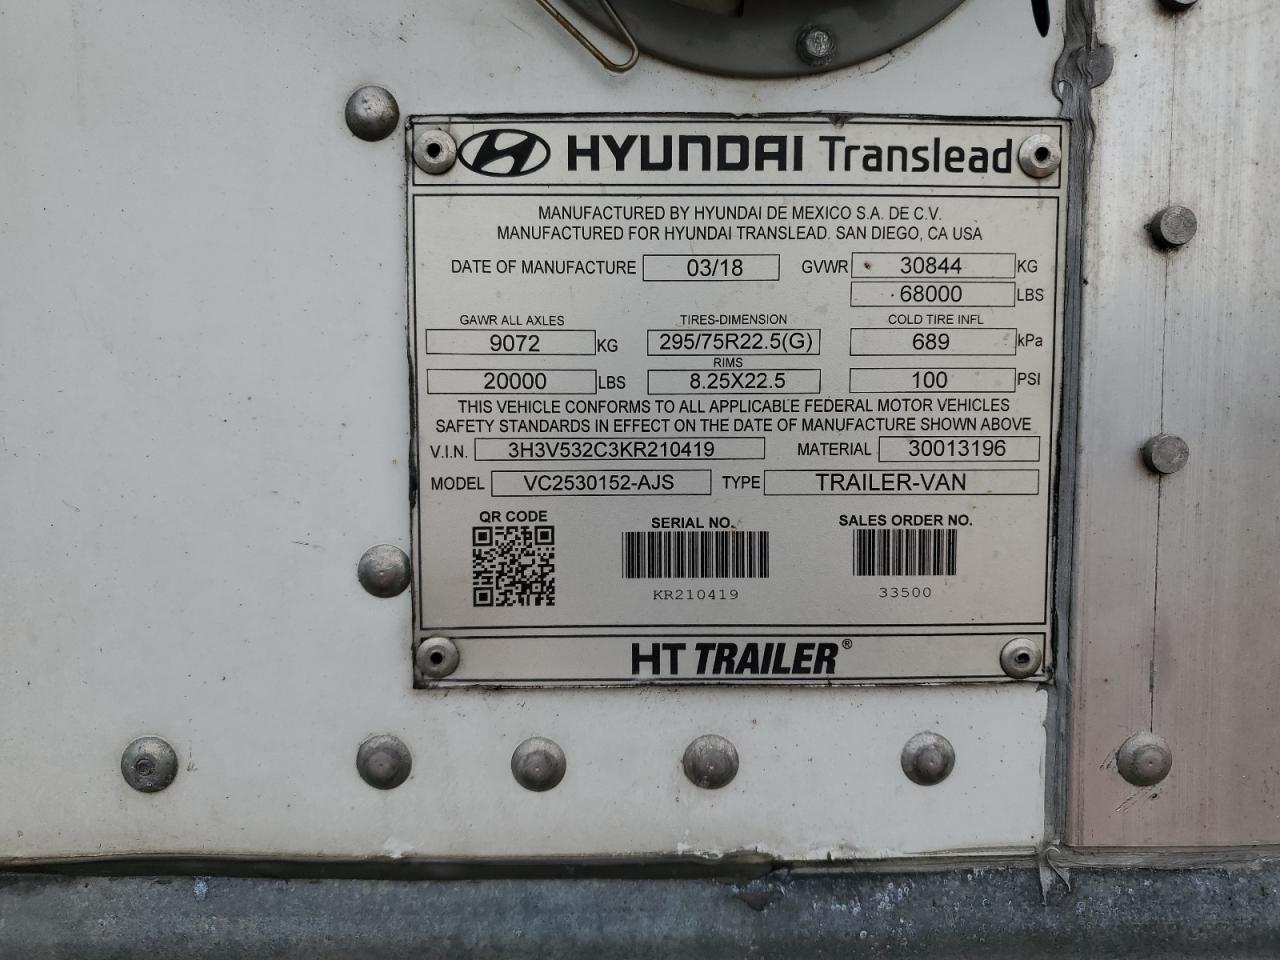 HYUNDAI Translead
MANUFACTURED BY HYUNDAI DE MEXICO S.A. DE C.V.
MANUFACTURED FOR HYUNDAI TRANSLEAD. SAN DIEGO, CA USA
DATE OF MANUFACTURE 03/18 GVWR 30844 KG
68000 LBS
GAWR ALL AXLES TIRES-DIMENSION COLD TIRE INFL
9072 KG 295/75R22.5(G) 689 kPa
RIMS
20000 LBS 8.25X22.5 100 PSI
THIS VEHICLE CONFORMS TO ALL APPLICABLE FEDERAL MOTOR VEHICLES
SAFETY STANDARDS IN EFFECT ON THE DATE OF MANUFACTURE SHOWN ABOVE
V.I.N. 3H3V532C3KR210419 MATERIAL 30013196
MODEL VC2530152-AJS TYPE TRAILER-VAN
QR CODE SERIAL NO. SALES ORDER NO.
KR210419 33500
HT TRAILER®